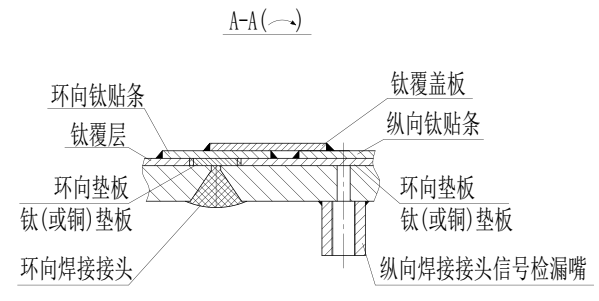 A-A(⌒)
钛覆盖板
环向钛贴条
纵向钛贴条
钛覆层
环向垫板
钛(或铜)垫板
环向垫板
钛(或铜)垫板
环向焊接接头
纵向焊接接头信号检漏嘴